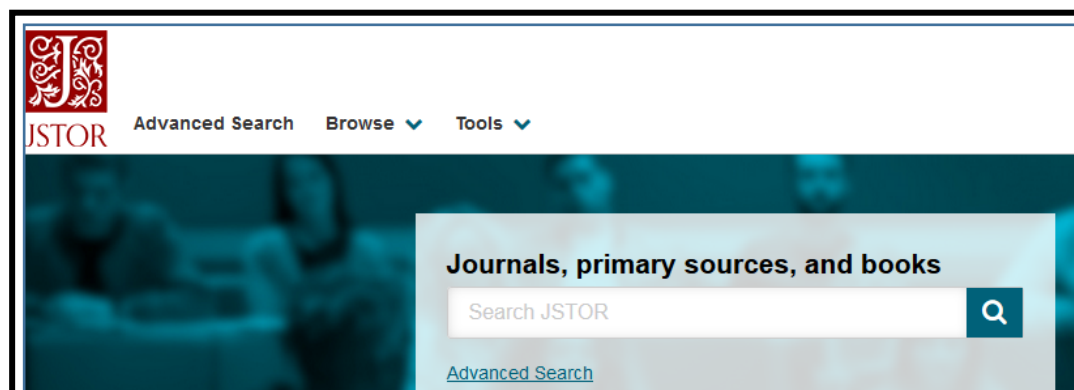 JSTOR
Advanced Search Browse Tools
Journals, primary sources, and books
Search JSTOR
Advanced Search